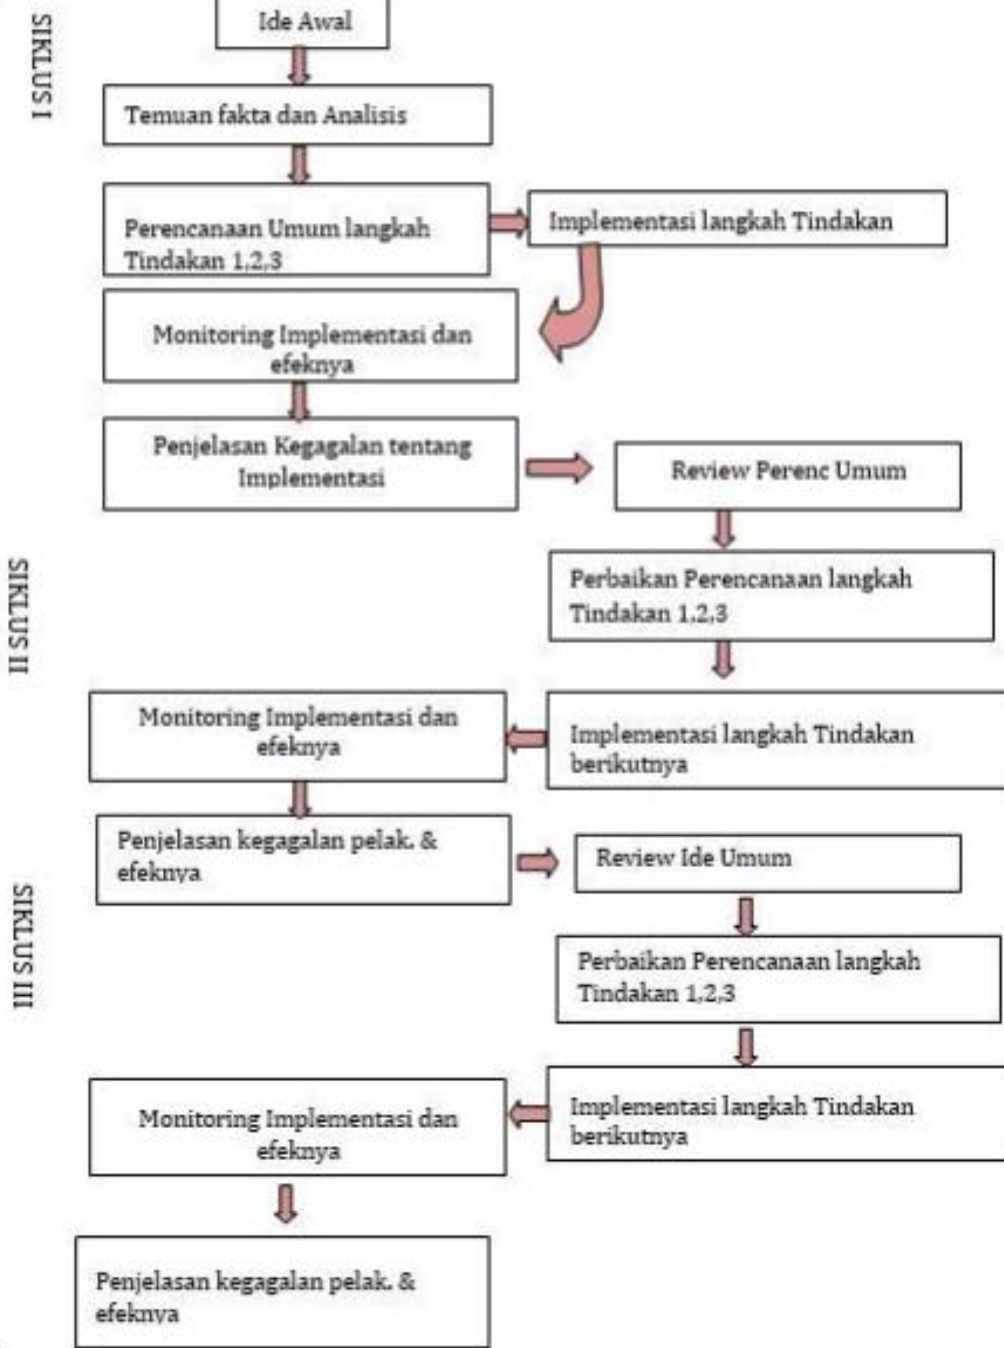 SIKLUS I
Ide Awal
Temuan fakta dan Analisis
Perencanaan Umum langkah
Tindakan 1,2,3
Implementasi langkah Tindakan
Monitoring Implementasi dan
efeknya
Penjelasan Kegagalan tentang
Implementasi
Review Perenc Umum
SIKLUS II
Perbaikan Perencanaan langkah
Tindakan 1,2,3
Implementasi langkah Tindakan
berikutnya
Monitoring Implementasi dan
efeknya
Penjelasan kegagalan pelak. &
efeknya
Review Ide Umum
SIKLUS III
Perbaikan Perencanaan langkah
Tindakan 1,2,3
Implementasi langkah Tindakan
berikutnya
Monitoring Implementasi dan
efeknya
Penjelasan kegagalan pelak. &
efeknya